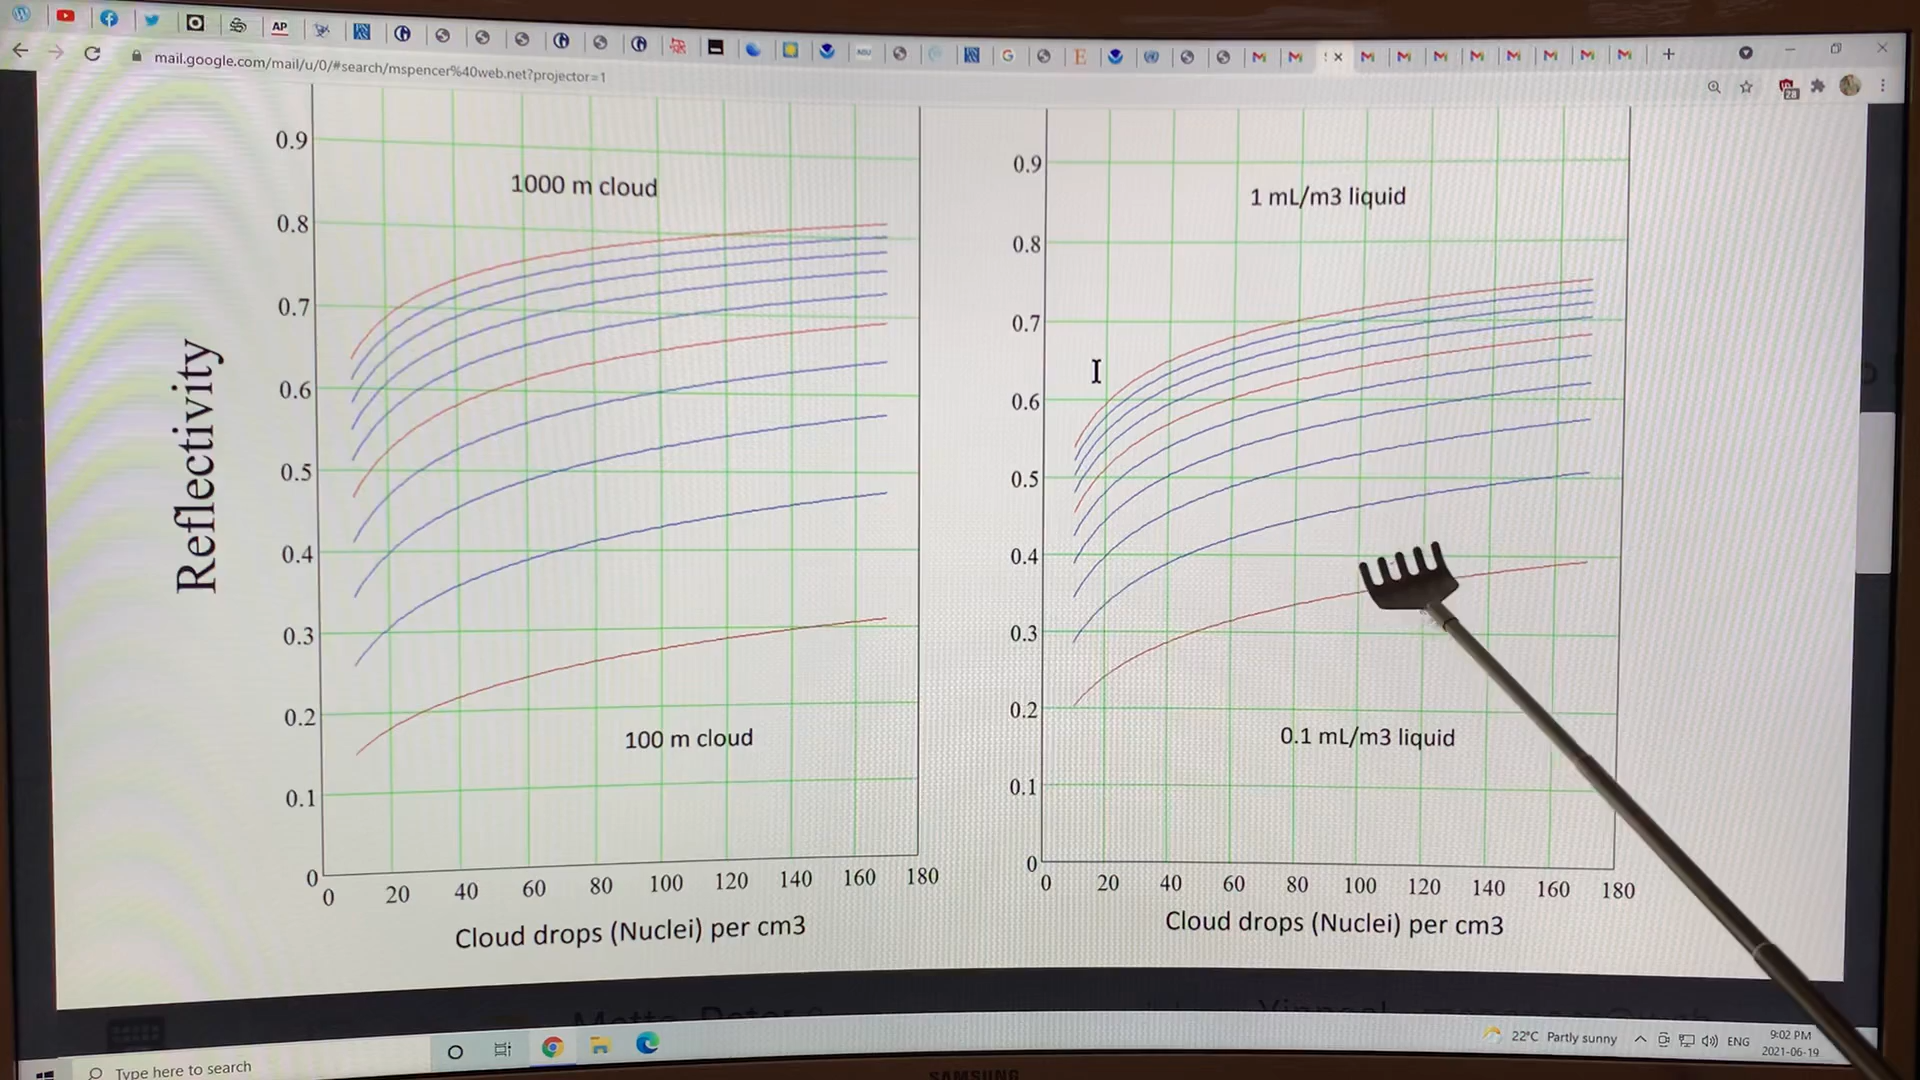 AP
mail.google.com/mail/u/0/#search/mspencer%40web.net?projector=1
Reflectivity
0.9
0.8
0.7
0.6
0.5
0.4
0.3
0.2
0.1
0
1000 m cloud
100 m cloud
0 20 40 60 80 100 120 140 160 180
Cloud drops (Nuclei) per cm3
0.9
0.8
0.7
0.6
0.5
0.4
0.3
0.2
0.1
0
1 mL/m3 liquid
0.1 mL/m3 liquid
0 20 40 60 80 100 120 140 160 180
Cloud drops (Nuclei) per cm3
Type here to search
22°C Partly sunny
ENG
9:02 PM
2021-06-19
SAMSUNG